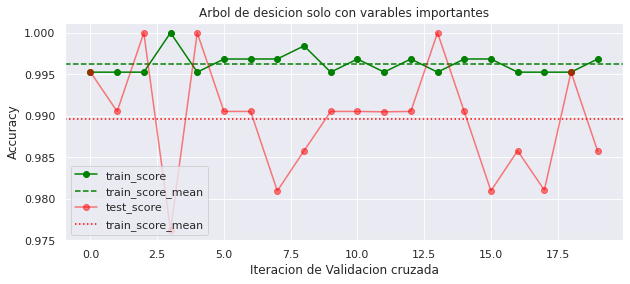 Arbol de desicion solo con varables importantes
Accuracy
1.000
0.995
0.990
0.985
0.980
0.975
train_score
train_score_mean
test_score
train_score_mean
0.0 2.5 5.0 7.5 10.0 12.5 15.0 17.5
Iteracion de Validacion cruzada